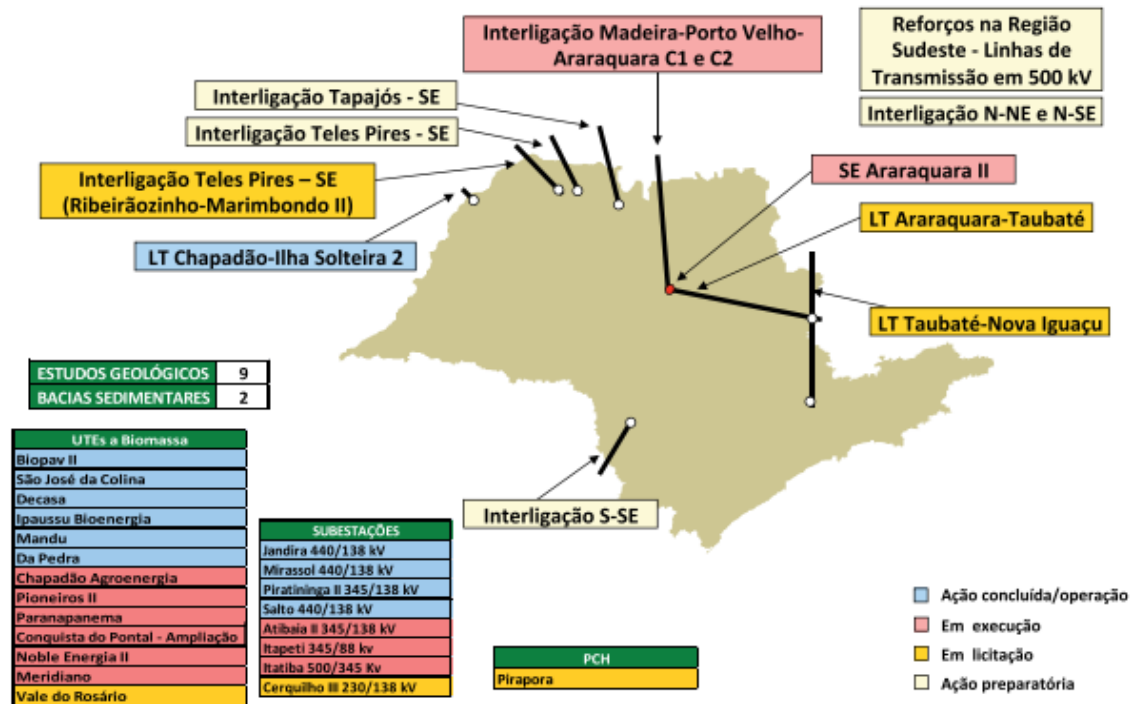 Interligação Madeira-Porto Velho-
Araraquara C1 e C2
Reforços na Região
Sudeste - Linhas de
Transmissão em 500 kV
Interligação N-NE e N-SE
Interligação Tapajós - SE
Interligação Teles Pires - SE
Interligação Teles Pires – SE
(Ribeirãozinho-Marimbondo II)
LT Chapadão-Ilha Solteira 2
SE Araraquara II
LT Araraquara-Taubaté
LT Taubaté-Nova Iguaçu
Interligação S-SE
ESTUDOS GEOLÓGICOS 9
BACIAS SEDIMENTARES 2
UTEs a Biomassa
Biopav II
São José da Colina
Decasa
Ipaussu Bioenergia
Mandu
Da Pedra
Chapadão Agroenergia
Pioneiros II
Paranapanema
Conquista do Pontal - Ampliação
Noble Energia II
Meridiano
Vale do Rosário
SUBESTAÇÕES
Jandira 440/138 kV
Mirassol 440/138 kV
Piratininga II 345/138 kV
Salto 440/138 kV
Atibaia II 345/138 kV
Itapeti 345/88 kv
Itatiba 500/345 Kv
Cerquilho III 230/138 kV
PCH
Pirapora
Ação concluída/operação
Em execução
Em licitação
Ação preparatória